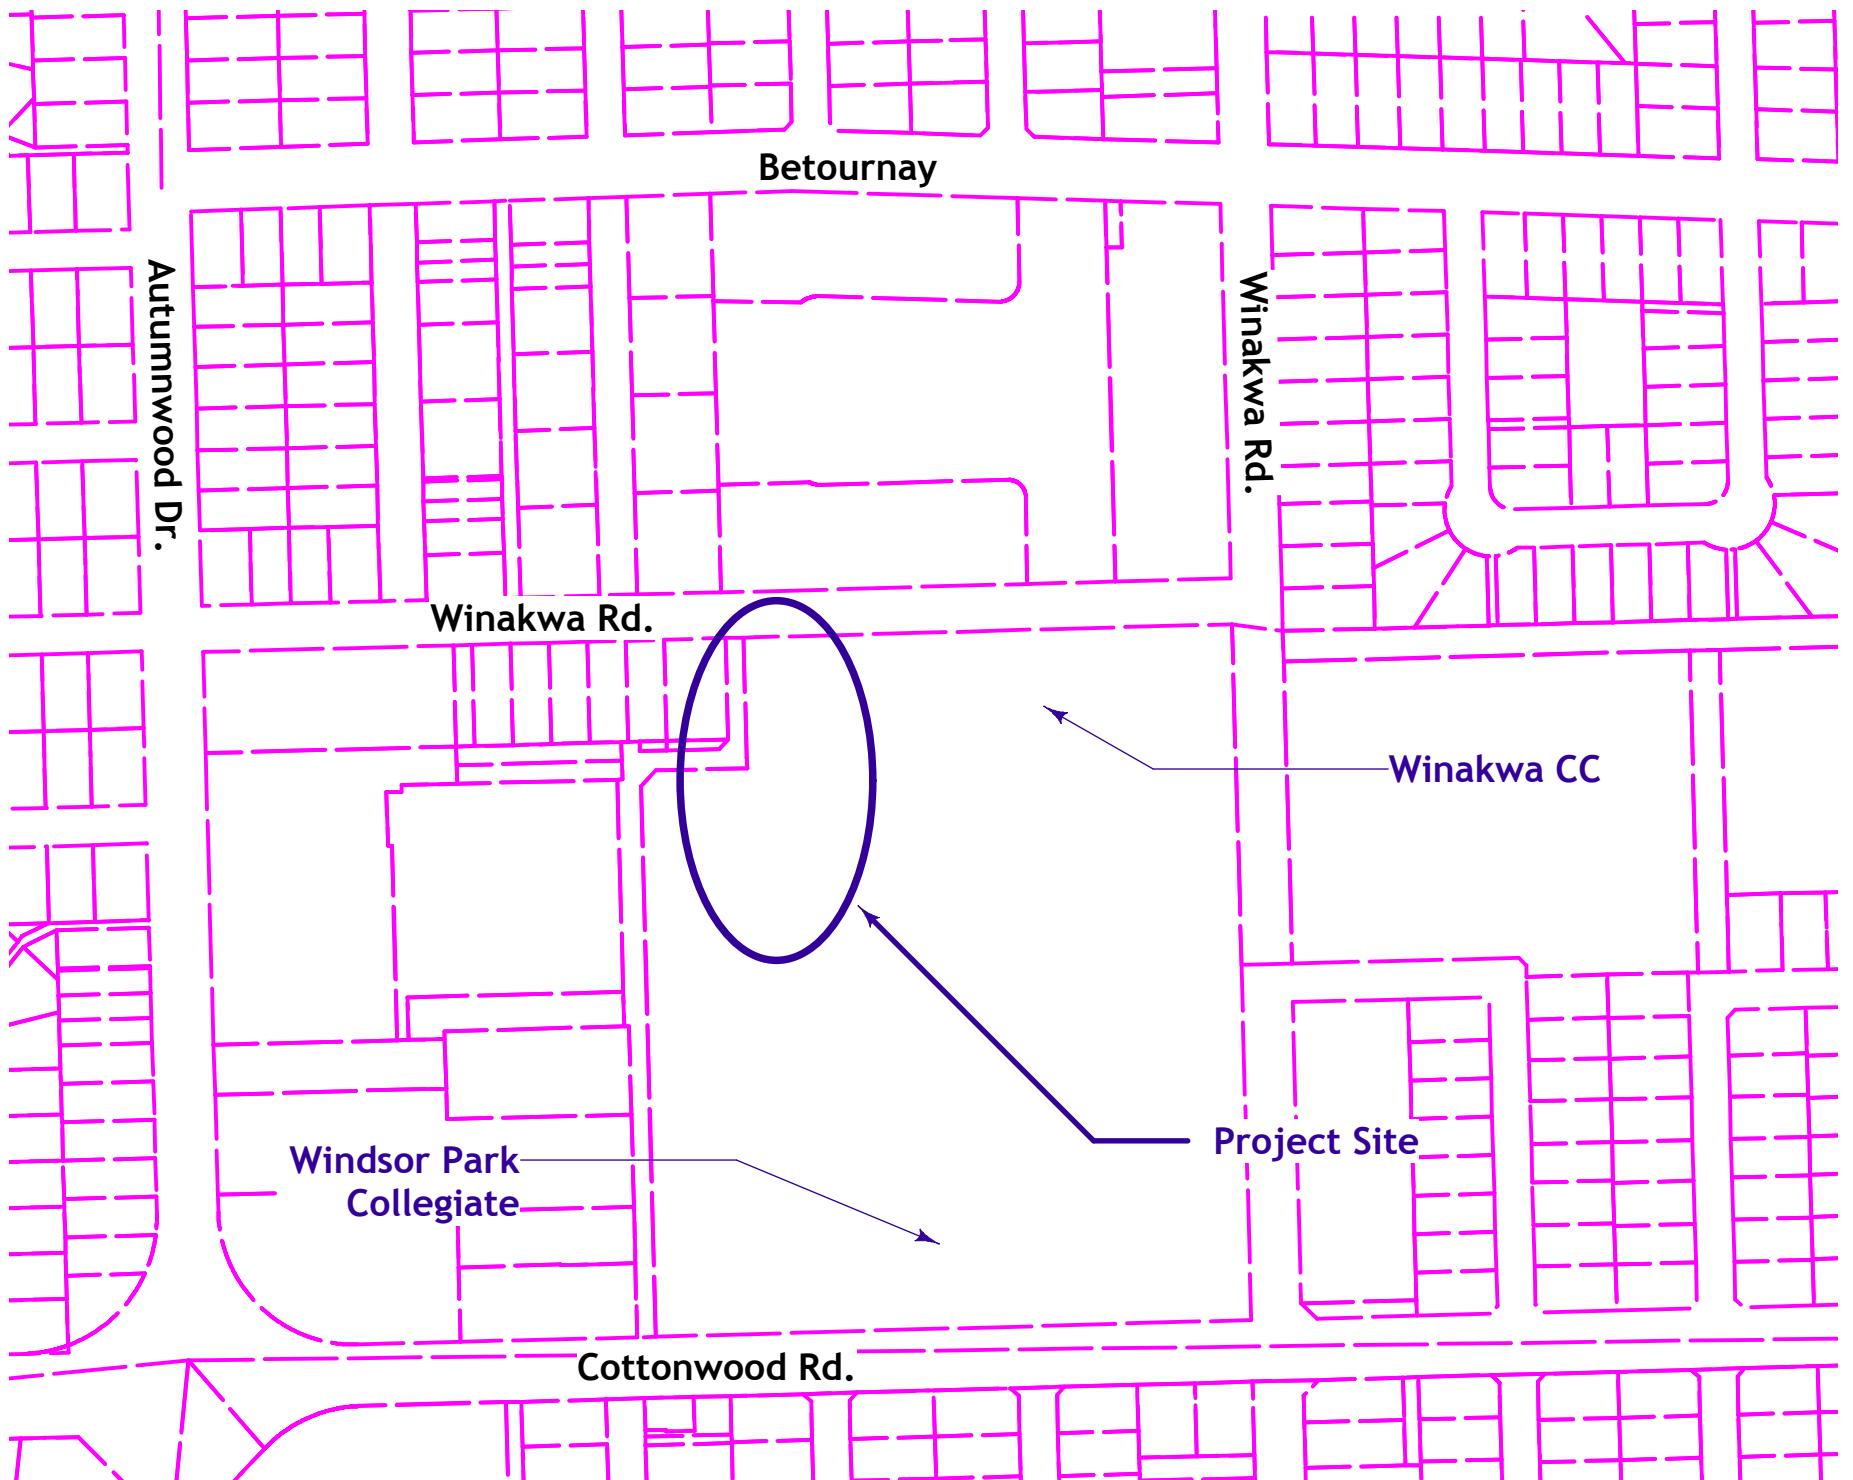 Betournay
Autumnwood Dr.
Winakwa Rd.
Winakwa Rd.
Winakwa CC
Project Site
Windsor Park
Collegiate
Cottonwood Rd.